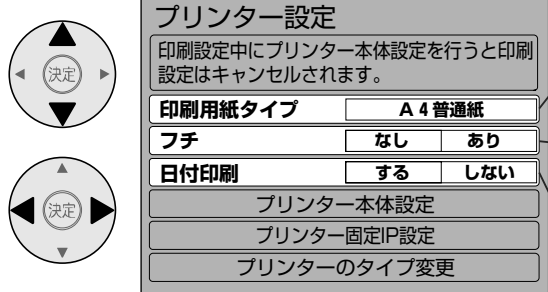 プリンター設定
印刷設定中にプリンター本体設定を行うと印刷
設定はキャンセルされます。
決定
印刷用紙タイプ A4普通紙
フチ なし あり
日付印刷 する しない
決定
プリンター本体設定
プリンター固定IP設定
プリンターのタイプ変更